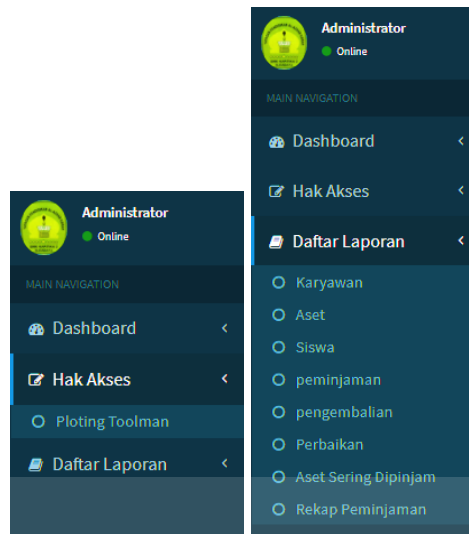 Administrator
Online
MAIN NAVIGATION
Dashboard
Hak Akses
Ploting Toolman
Daftar Laporan
Administrator
Online
MAIN NAVIGATION
Dashboard
Hak Akses
Daftar Laporan
Karyawan
Aset
Siswa
peminjaman
pengembalian
Perbaikan
Aset Sering Dipinjam
Rekap Peminjaman